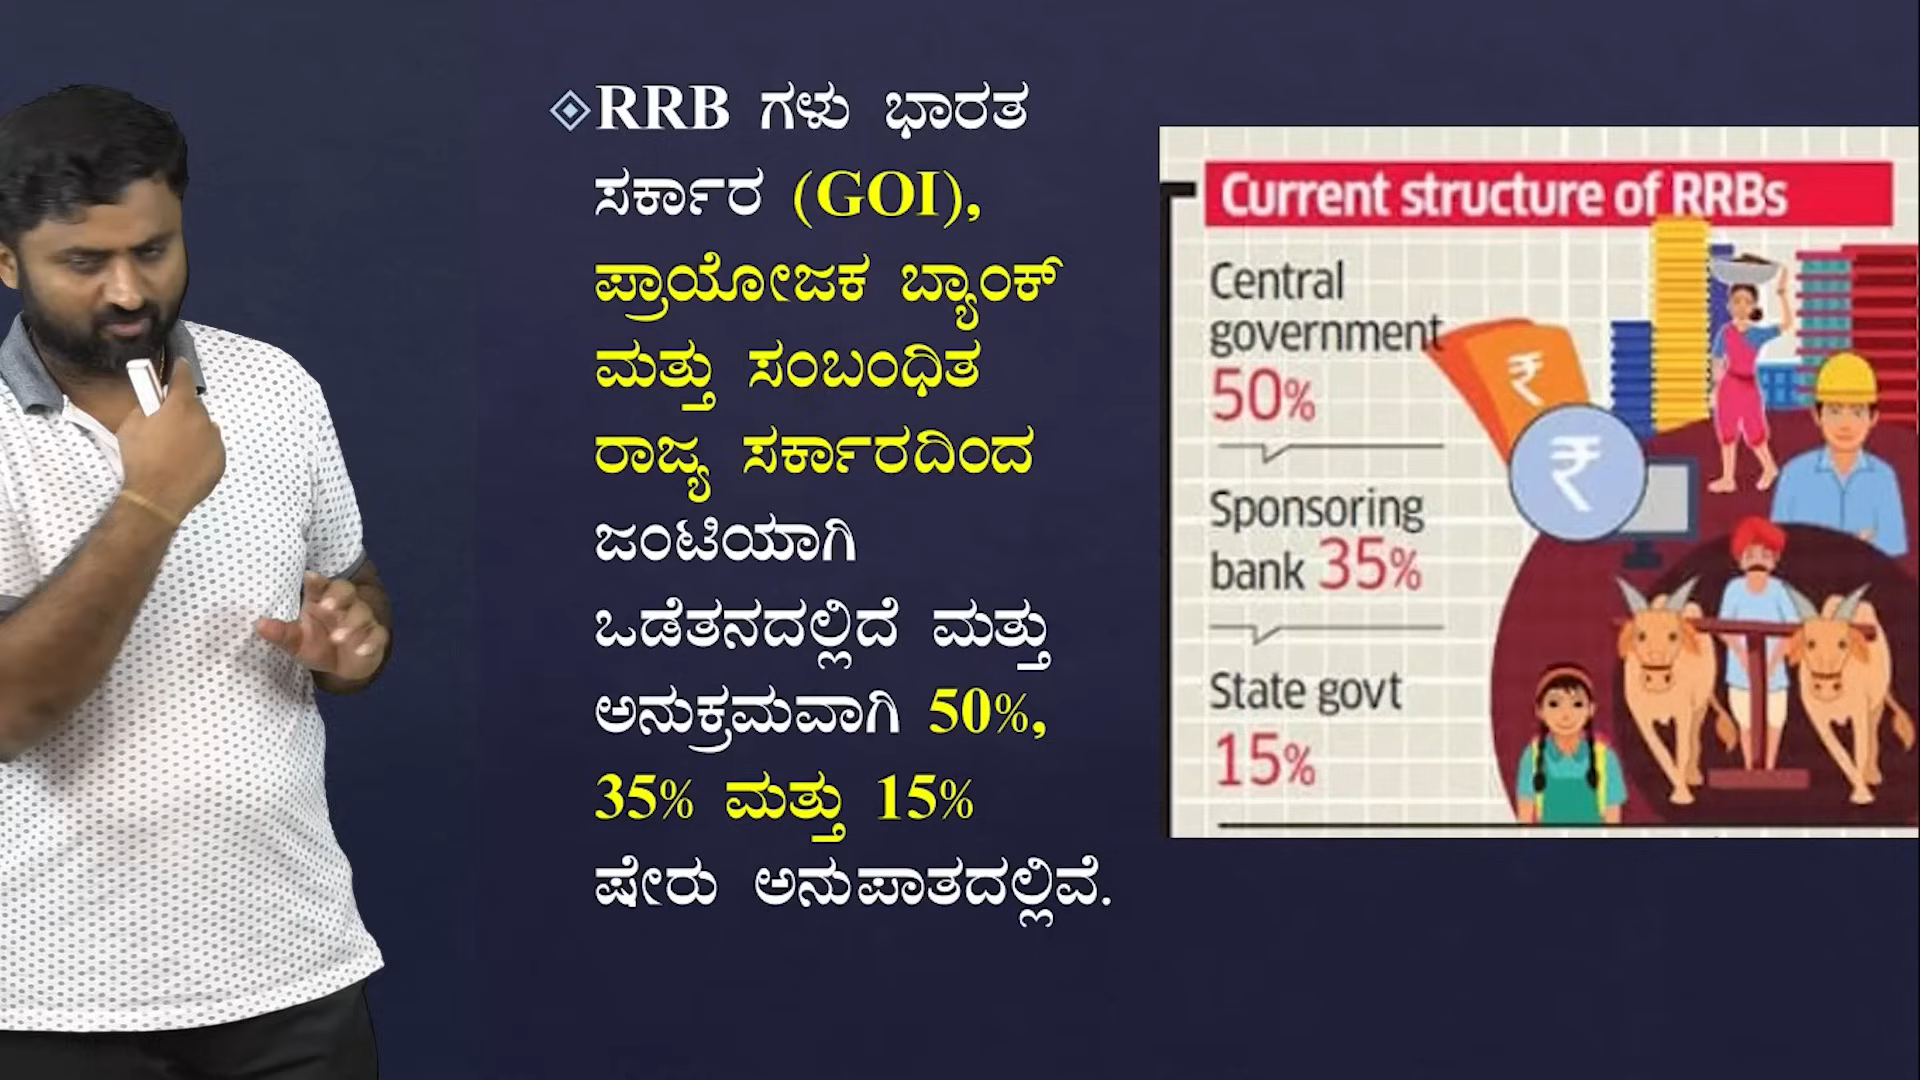 RRB ಗಳು ಭಾರತ
ಸರ್ಕಾರ (GOI),
ಪ್ರಾಯೋಜಕ ಬ್ಯಾಂಕ್
ಮತ್ತು ಸಂಬಂಧಿತ
ರಾಜ್ಯ ಸರ್ಕಾರದಿಂದ
ಜಂಟಿಯಾಗಿ
ಒಡೆತನದಲ್ಲಿದೆ ಮತ್ತು
ಅನುಕ್ರಮವಾಗಿ 50%,
35% ಮತ್ತು 15%
ಷೇರು ಅನುಪಾತದಲ್ಲಿವೆ.
Current structure of RRBs
Central
government
50%
Sponsoring
bank 35%
State govt
15%
₹
₹